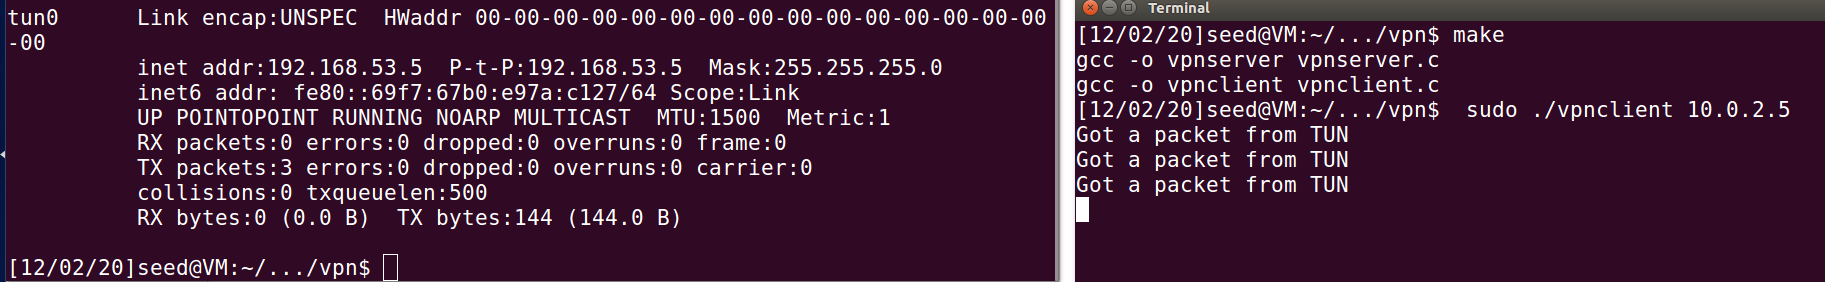 tun0      Link encap:UNSPEC  HWaddr 00-00-00-00-00-00-00-00-00-00-00-00-00-00-00
-00
          inet addr:192.168.53.5  P-t-P:192.168.53.5  Mask:255.255.255.0
          inet6 addr: fe80::69f7:67b0:e97a:c127/64 Scope:Link
          UP POINTOPOINT RUNNING NOARP MULTICAST  MTU:1500  Metric:1
          RX packets:0 errors:0 dropped:0 overruns:0 frame:0
          TX packets:3 errors:0 dropped:0 overruns:0 carrier:0
          collisions:0 txqueuelen:500
          RX bytes:0 (0.0 B)  TX bytes:144 (144.0 B)
[12/02/20]seed@VM:~/.../vpn$
Terminal
[12/02/20]seed@VM:~/.../vpn$ make
gcc -o vpnserver vpnserver.c
gcc -o vpnclient vpnclient.c
[12/02/20]seed@VM:~/.../vpn$  sudo ./vpnclient 10.0.2.5
Got a packet from TUN
Got a packet from TUN
Got a packet from TUN